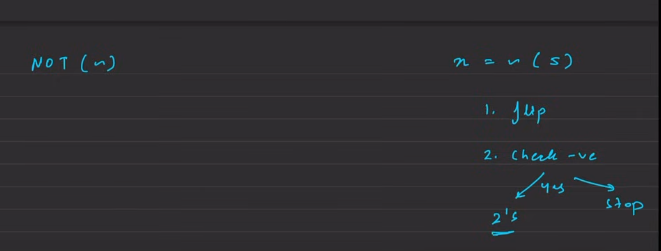 NOT (n)
x = ~ (5)
1. flip
2. check -ve
yes
stop
2's